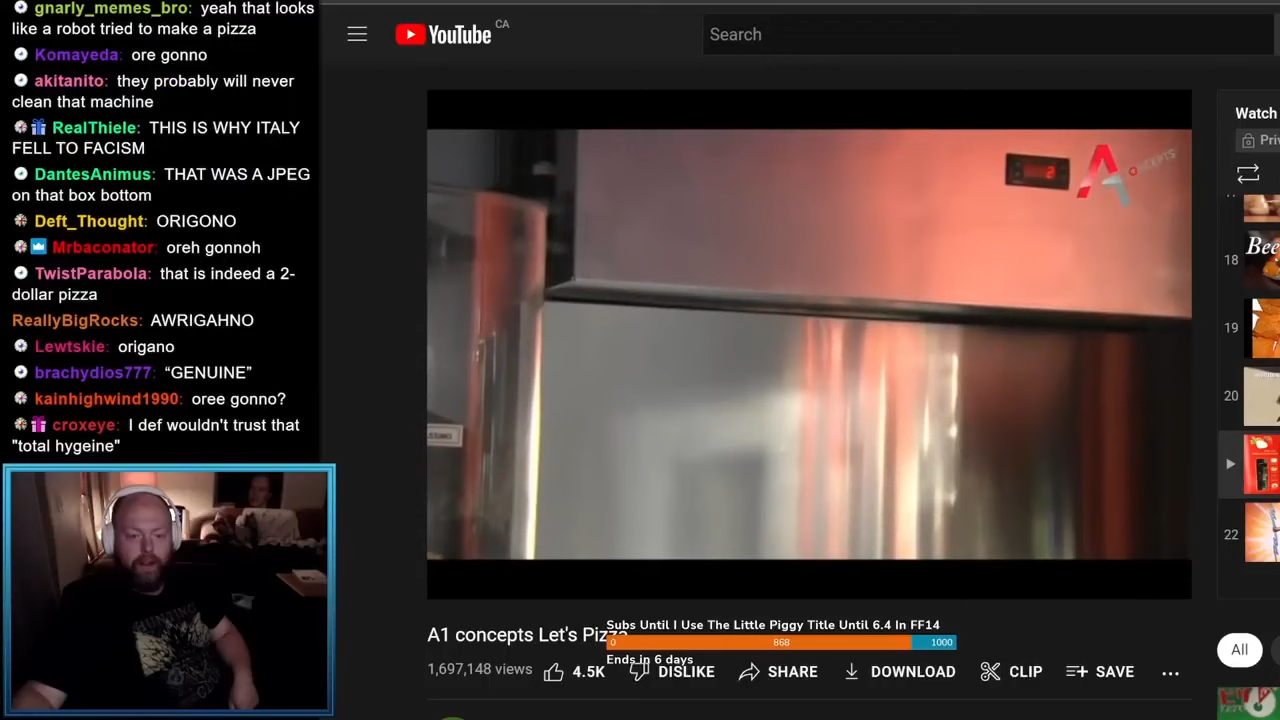 gnarly_memes_bro: yeah that looks
like a robot tried to make a pizza
Komayeda: ore gonno
akitanito: they probably will never
clean that machine
RealThiele: THIS IS WHY ITALY
FELL TO FACISM
DantesAnimus: THAT WAS A JPEG
on that box bottom
Deft_Thought: ORIGONO
Mrbaconator: oreh gonnoh
TwistParabola: that is indeed a 2-
dollar pizza
ReallyBigRocks: AWRIGAHNO
Lewtskie: origano
brachydios777: “GENUINE”
kainhighwind1990: oree gonno?
croxeye: I def wouldn't trust that
"total hygeine"
YouTube CA
Search
2
Watch
Pri
18
Bee
19
20
22
A1 concepts Let's Pizza
Subs Until I Use The Little Piggy Title Until 6.4 In FF14
0 868 1000
Ends in 6 days
1,697,148 views
4.5K
DISLIKE
SHARE
DOWNLOAD
CLIP
SAVE
All